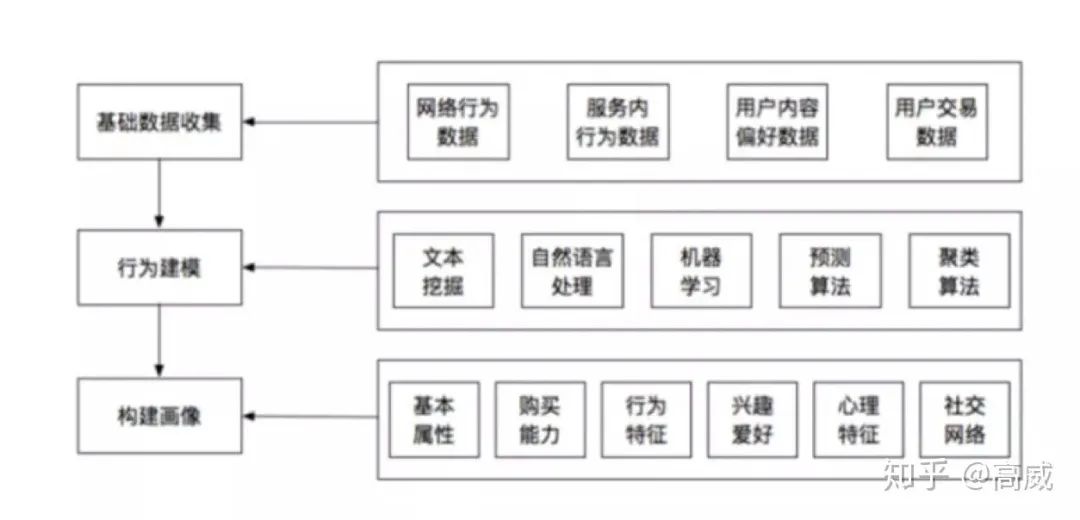 基础数据收集
网络行为
数据
服务内
行为数据
用户内容
偏好数据
用户交易
数据
行为建模
文本
挖掘
自然语言
处理
机器
学习
预测
算法
聚类
算法
构建画像
基本
属性
购买
能力
行为
特征
兴趣
爱好
心理
特征
社交
网络
知乎 @高威